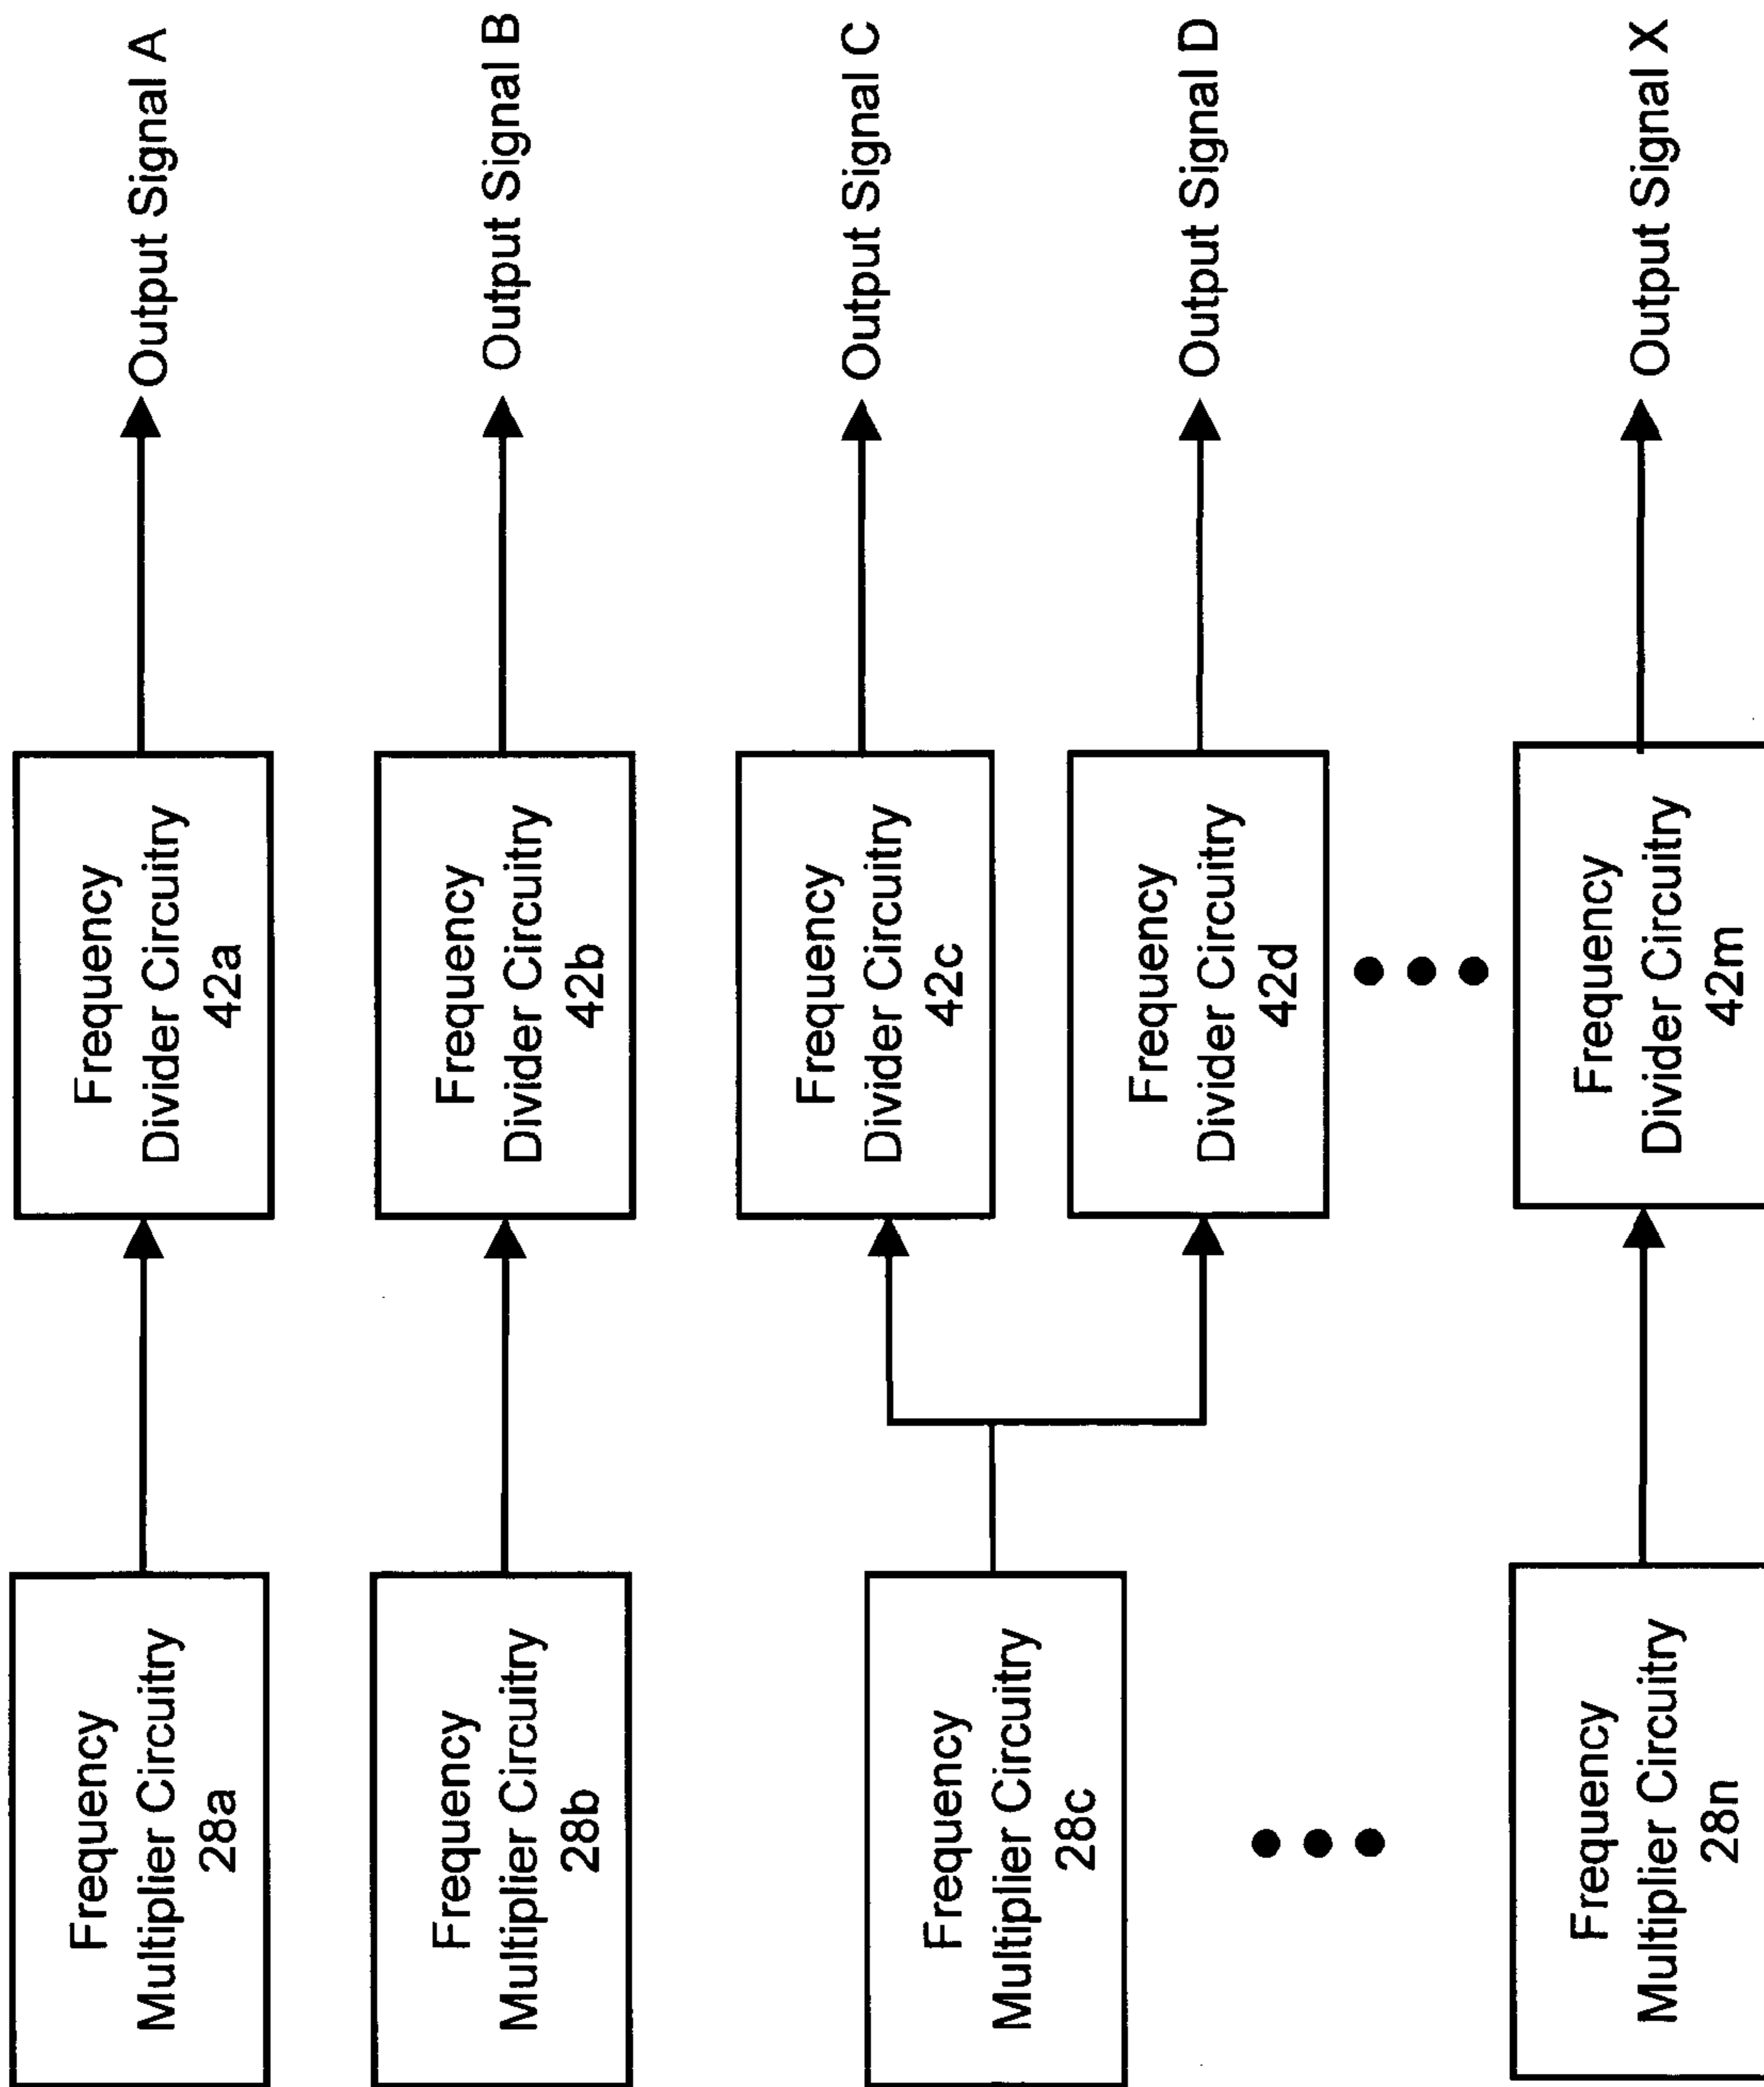 Frequency
Multiplier Circuitry
28a
Frequency
Divider Circuitry
42a
Output Signal A
Frequency
Multiplier Circuitry
28b
Frequency
Divider Circuitry
42b
Output Signal B
Frequency
Multiplier Circuitry
28c
Frequency
Divider Circuitry
42c
Output Signal C
Frequency
Divider Circuitry
42d
Output Signal D
Frequency
Multiplier Circuitry
28n
Frequency
Divider Circuitry
42m
Output Signal X